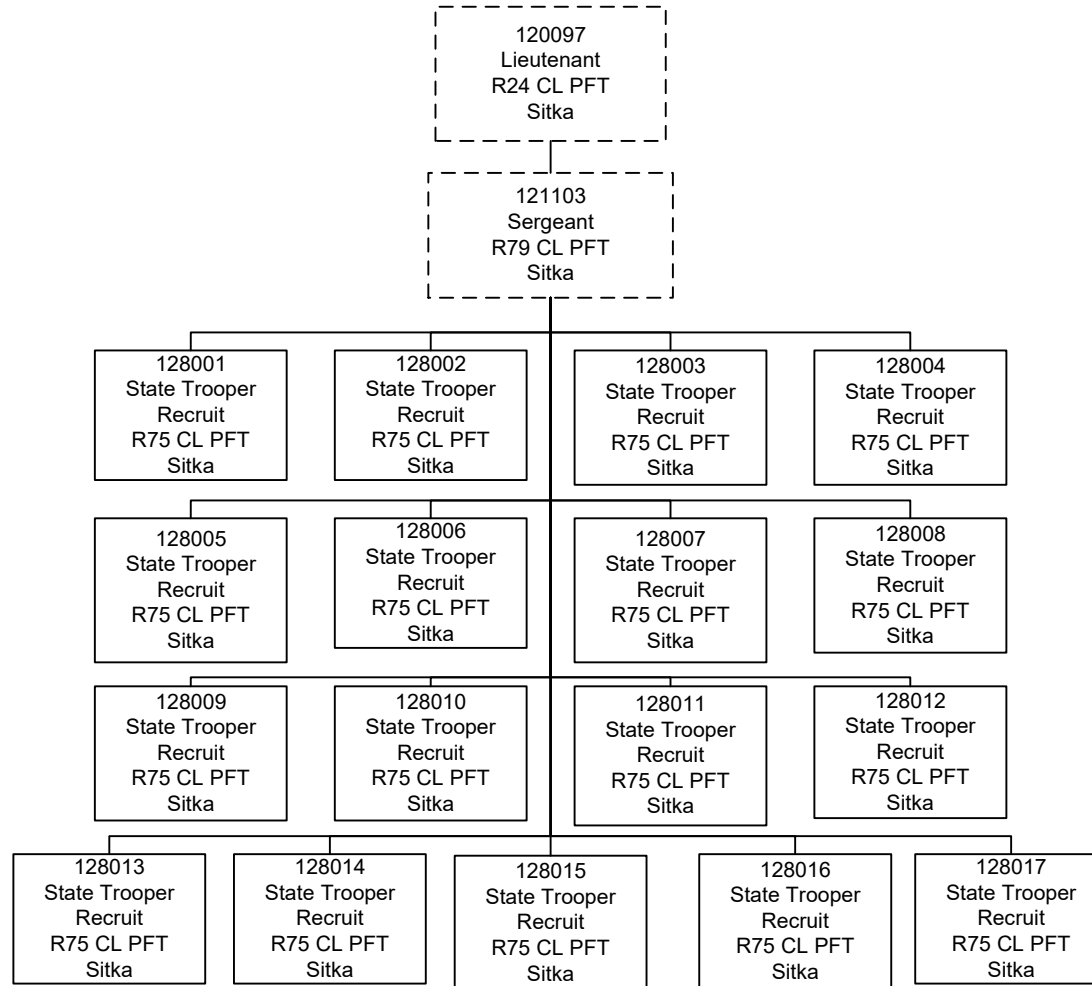 120097
Lieutenant
R24 CL PFT
Sitka
121103
Sergeant
R79 CL PFT
Sitka
128001
State Trooper
Recruit
R75 CL PFT
Sitka
128002
State Trooper
Recruit
R75 CL PFT
Sitka
128003
State Trooper
Recruit
R75 CL PFT
Sitka
128004
State Trooper
Recruit
R75 CL PFT
Sitka
128005
State Trooper
Recruit
R75 CL PFT
Sitka
128006
State Trooper
Recruit
R75 CL PFT
Sitka
128007
State Trooper
Recruit
R75 CL PFT
Sitka
128008
State Trooper
Recruit
R75 CL PFT
Sitka
128009
State Trooper
Recruit
R75 CL PFT
Sitka
128010
State Trooper
Recruit
R75 CL PFT
Sitka
128011
State Trooper
Recruit
R75 CL PFT
Sitka
128012
State Trooper
Recruit
R75 CL PFT
Sitka
128013
State Trooper
Recruit
R75 CL PFT
Sitka
128014
State Trooper
Recruit
R75 CL PFT
Sitka
128015
State Trooper
Recruit
R75 CL PFT
Sitka
128016
State Trooper
Recruit
R75 CL PFT
Sitka
128017
State Trooper
Recruit
R75 CL PFT
Sitka